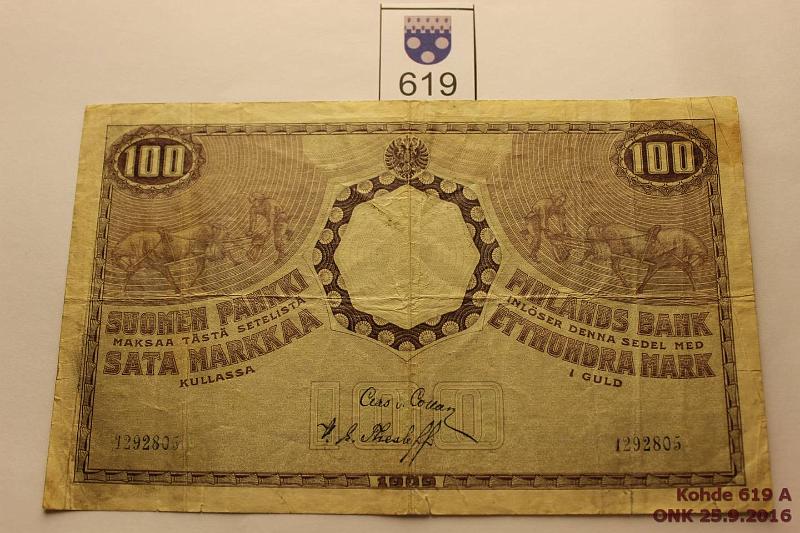 619
100 100
SUOMEN PANKKI
MAKSAA TÄSTÄ SETELISTÄ
SATA MARKKAA
KULLASSA
FINLANDS BANK
INLÖSER DENNA SEDEL MED
ETTHUNDRA MARK
I GULD
100
1292805 1292805
1909
Kohde 619 A
ONK 25.9.2016